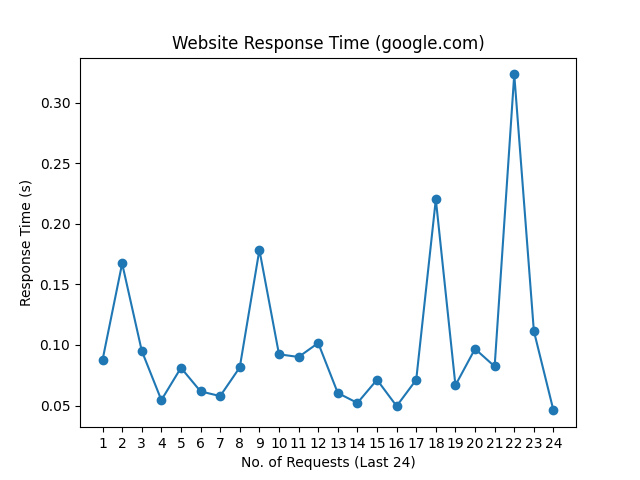 Website Response Time (google.com)
0.30
0.25
0.20
0.15
0.10
0.05
Response Time (s)
1 2 3 4 5 6 7 8 9 10 11 12 13 14 15 16 17 18 19 20 21 22 23 24
No. of Requests (Last 24)